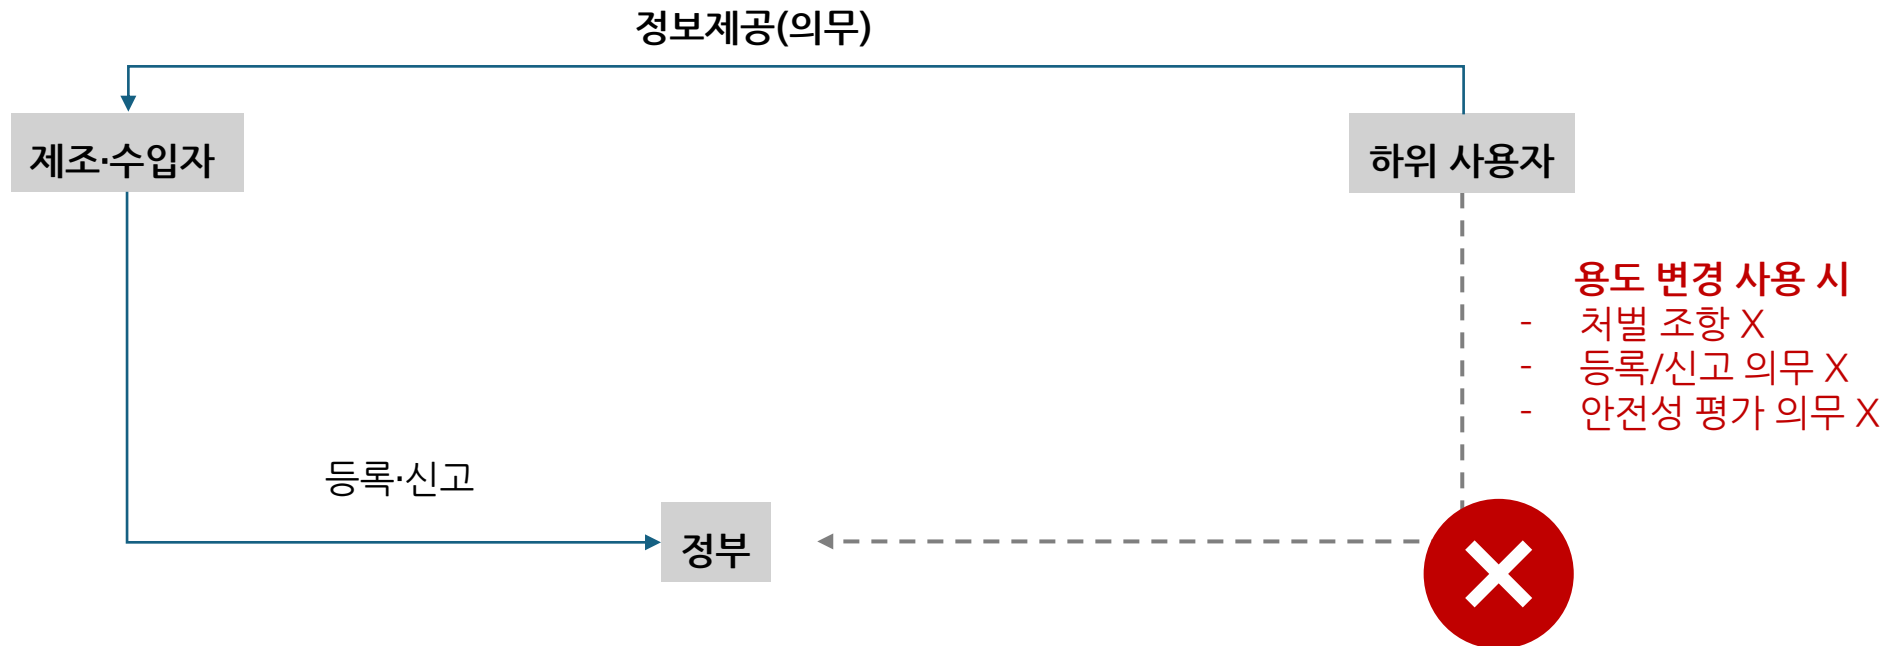 정보제공(의무)
제조·수입자
하위 사용자
용도 변경 사용 시
- 처벌 조항 X
- 등록/신고 의무 X
- 안전성 평가 의무 X
등록·신고
정부